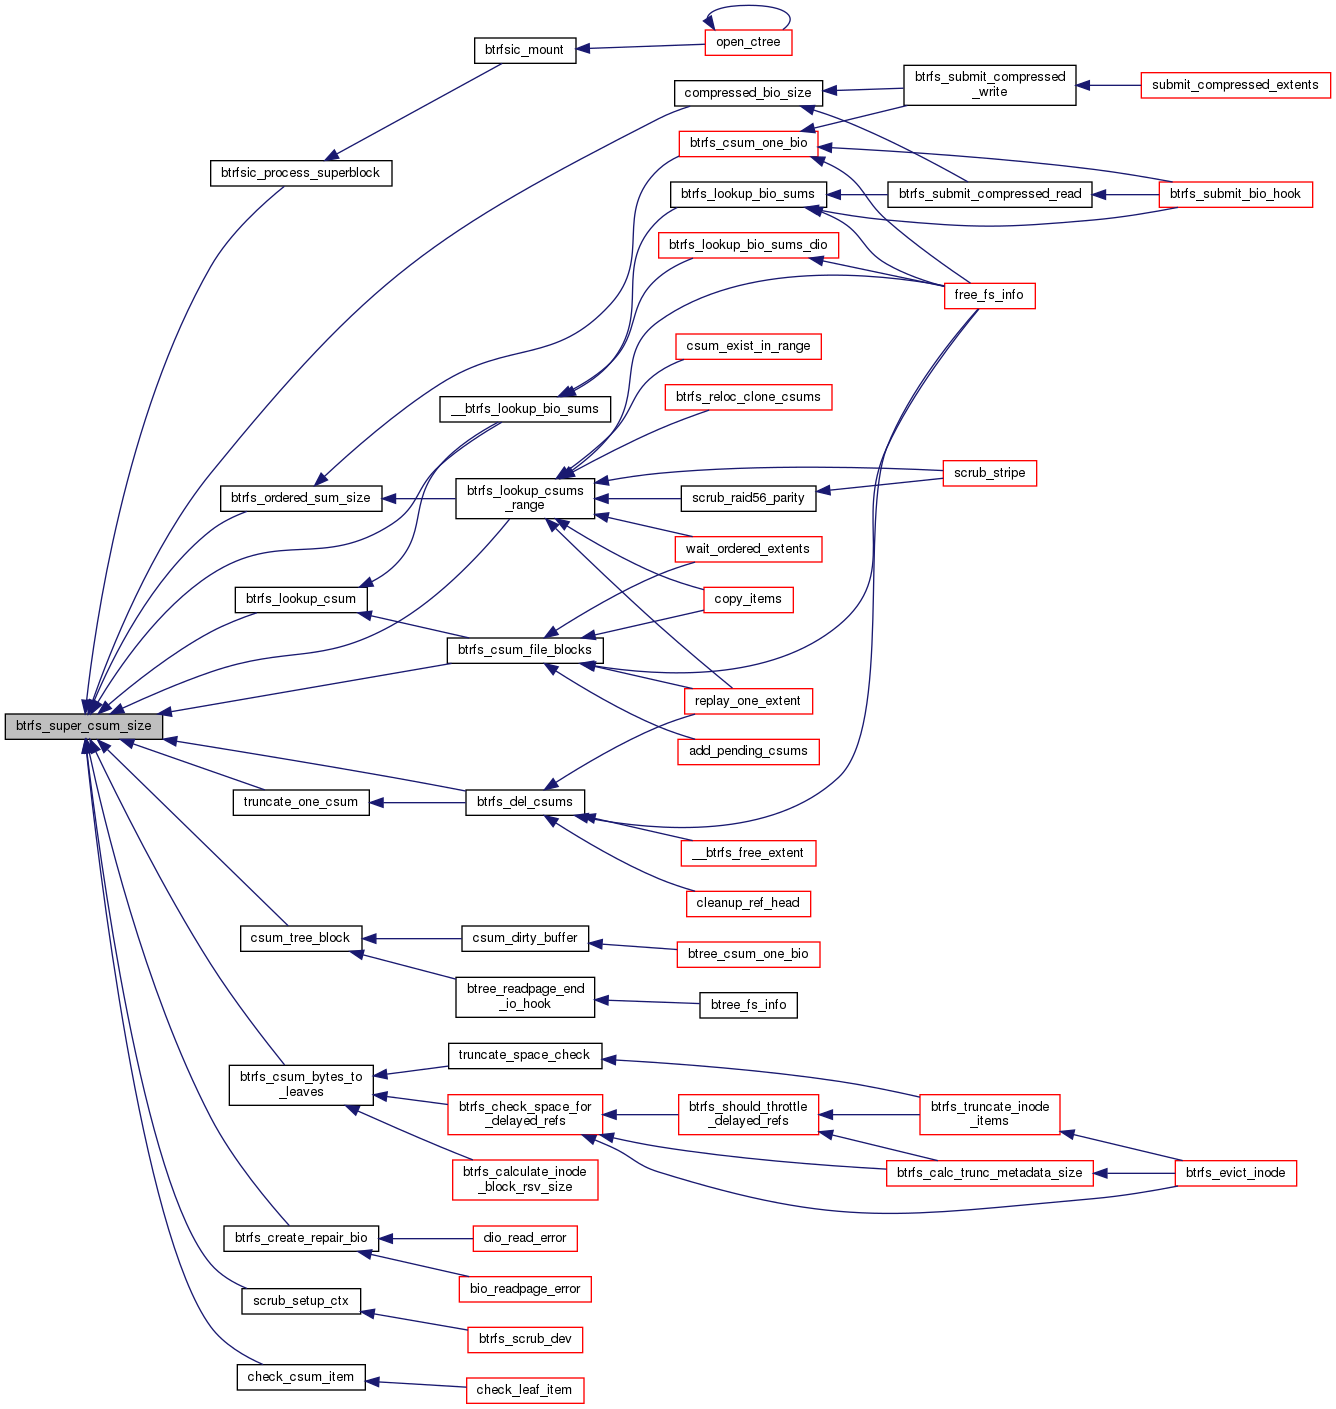 open_ctree
btrfsic_mount
btrfs_submit_compressed
_write
submit_compressed_extents
compressed_bio_size
btrfs_csum_one_bio
btrfsic_process_superblock
btrfs_lookup_bio_sums
btrfs_submit_compressed_read
btrfs_submit_bio_hook
btrfs_lookup_bio_sums_dio
free_fs_info
csum_exist_in_range
btrfs_reloc_clone_csums
__btrfs_lookup_bio_sums
scrub_stripe
btrfs_ordered_sum_size
btrfs_lookup_csums
_range
scrub_raid56_parity
wait_ordered_extents
btrfs_lookup_csum
copy_items
btrfs_csum_file_blocks
replay_one_extent
btrfs_super_csum_size
add_pending_csums
truncate_one_csum
btrfs_del_csums
__btrfs_free_extent
cleanup_ref_head
csum_tree_block
csum_dirty_buffer
btree_csum_one_bio
btree_readpage_end
_io_hook
btree_fs_info
truncate_space_check
btrfs_csum_bytes_to
_leaves
btrfs_check_space_for
_delayed_refs
btrfs_should_throttle
_delayed_refs
btrfs_truncate_inode
_items
btrfs_calculate_inode
_block_rsv_size
btrfs_calc_trunc_metadata_size
btrfs_evict_inode
btrfs_create_repair_bio
dio_read_error
bio_readpage_error
scrub_setup_ctx
btrfs_scrub_dev
check_csum_item
check_leaf_item